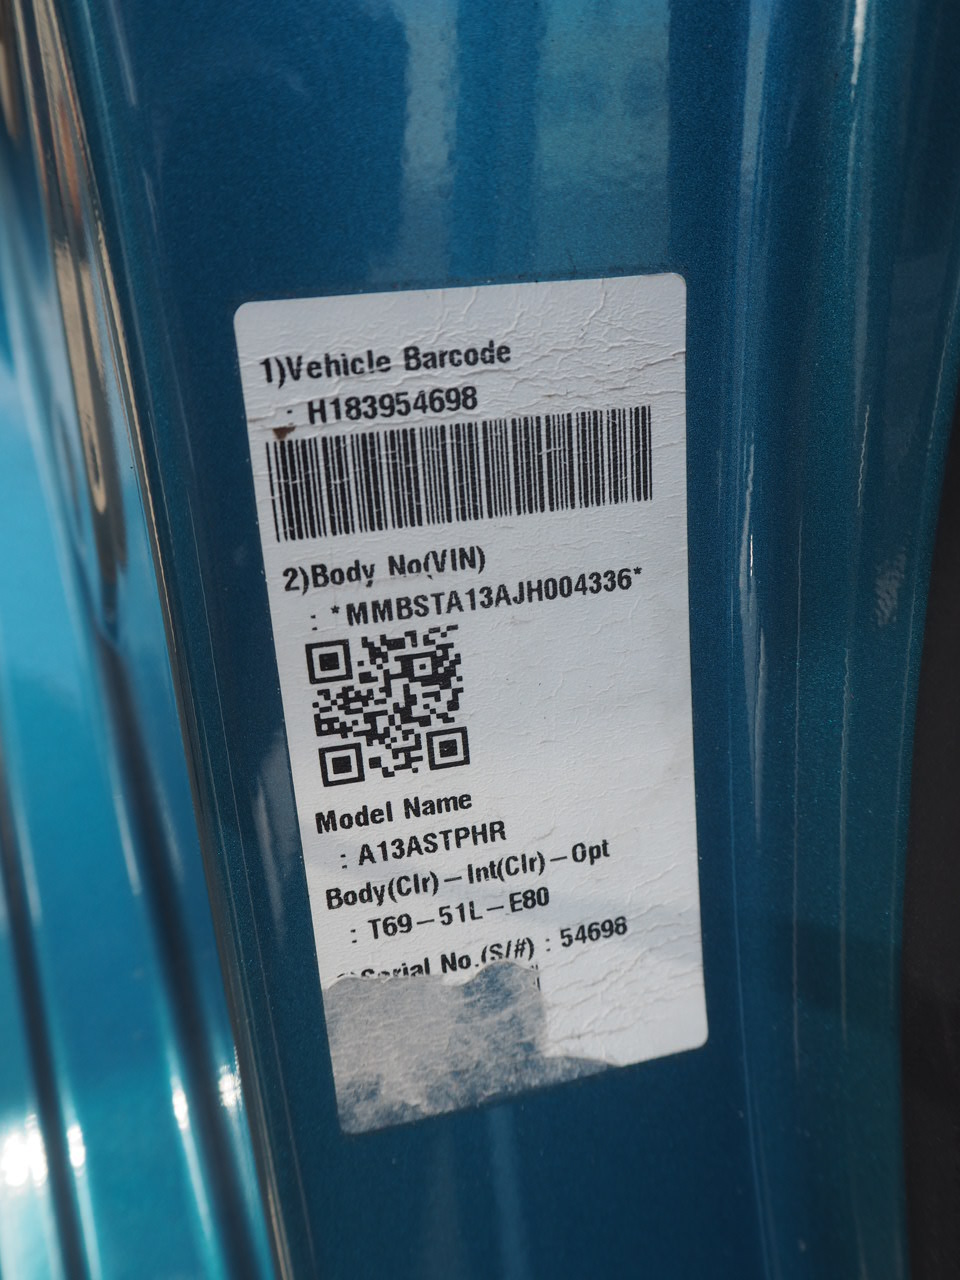 1)Vehicle Barcode
: H183954698
2)Body No(VIN)
: *MMBSTA13AJH004336*
Model Name
: A13ASTPHR
Body(Clr)-Int(Clr)-Opt
: T69-51L-E80
Serial No.(S/#) : 54698